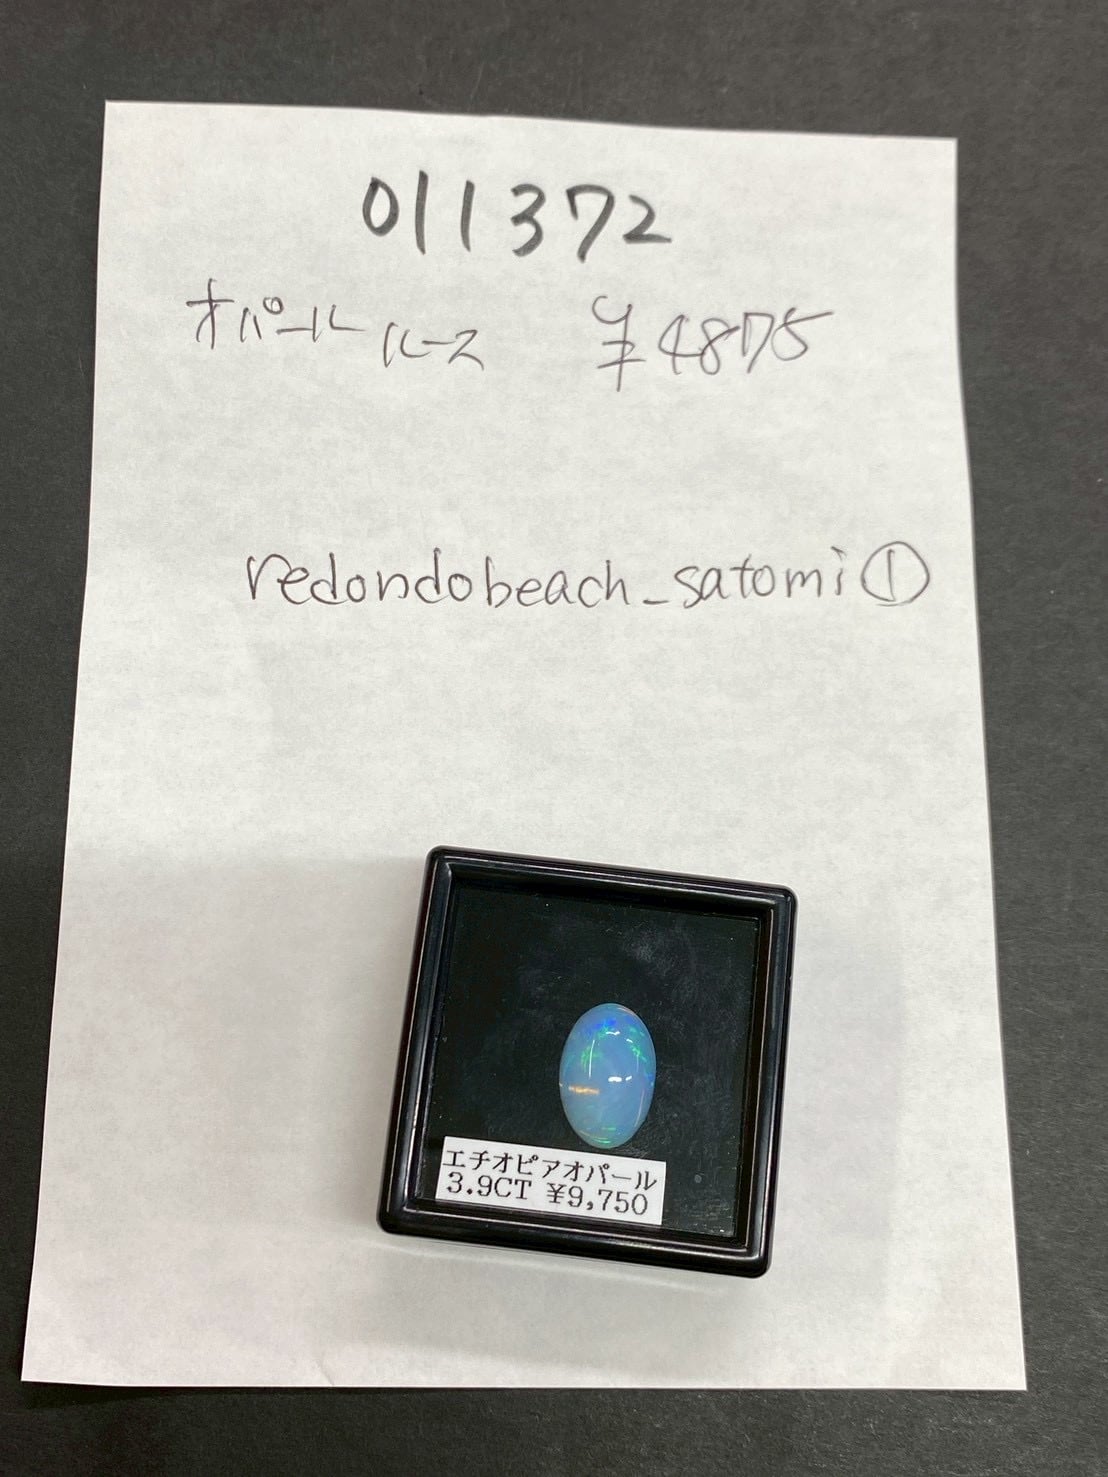 011372
オパール ルース ¥4875
redondobeach_satomi①
エチオピアオパール
3.9CT ¥9,750